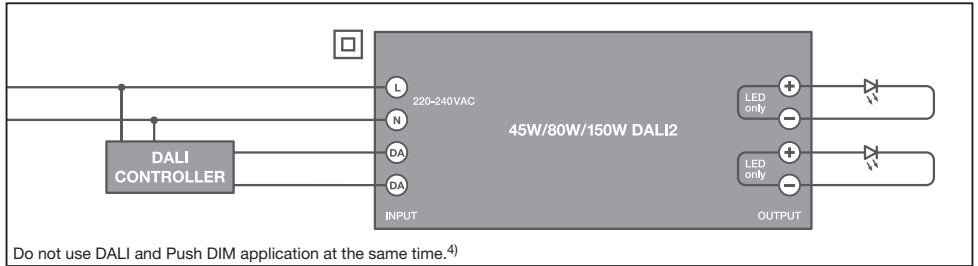 L
220-240VAC
N
DALI
CONTROLLER
DA
DA
INPUT
45W/80W/150W DALI2
LED
only
+
−
LED
only
+
−
OUTPUT
Do not use DALI and Push DIM application at the same time.4)